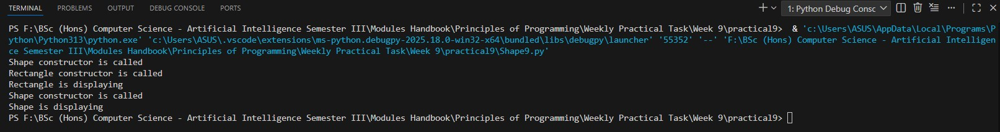 TERMINAL PROBLEMS OUTPUT DEBUG CONSOLE PORTS 1: Python Debug Consc
PS F:\BSc (Hons) Computer Science - Artificial Intelligence Semester III\Modules Handbook\Principles of Programming\Weekly Practical Task\Week 9\practical9>  & 'c:\Users\ASUS\AppData\Local\Programs\P
ython\Python313\python.exe' 'c:\Users\ASUS\.vscode\extensions\ms-python.debugpy-2025.18.0-win32-x64\bundled\libs\debugpy\launcher' '55352' '--' 'F:\BSc (Hons) Computer Science - Artificial Intelligen
ce Semester III\Modules Handbook\Principles of Programming\Weekly Practical Task\Week 9\practical9\Shape9.py'
Shape constructor is called
Rectangle constructor is called
Rectangle is displaying
Shape constructor is called
Shape is displaying
PS F:\BSc (Hons) Computer Science - Artificial Intelligence Semester III\Modules Handbook\Principles of Programming\Weekly Practical Task\Week 9\practical9>